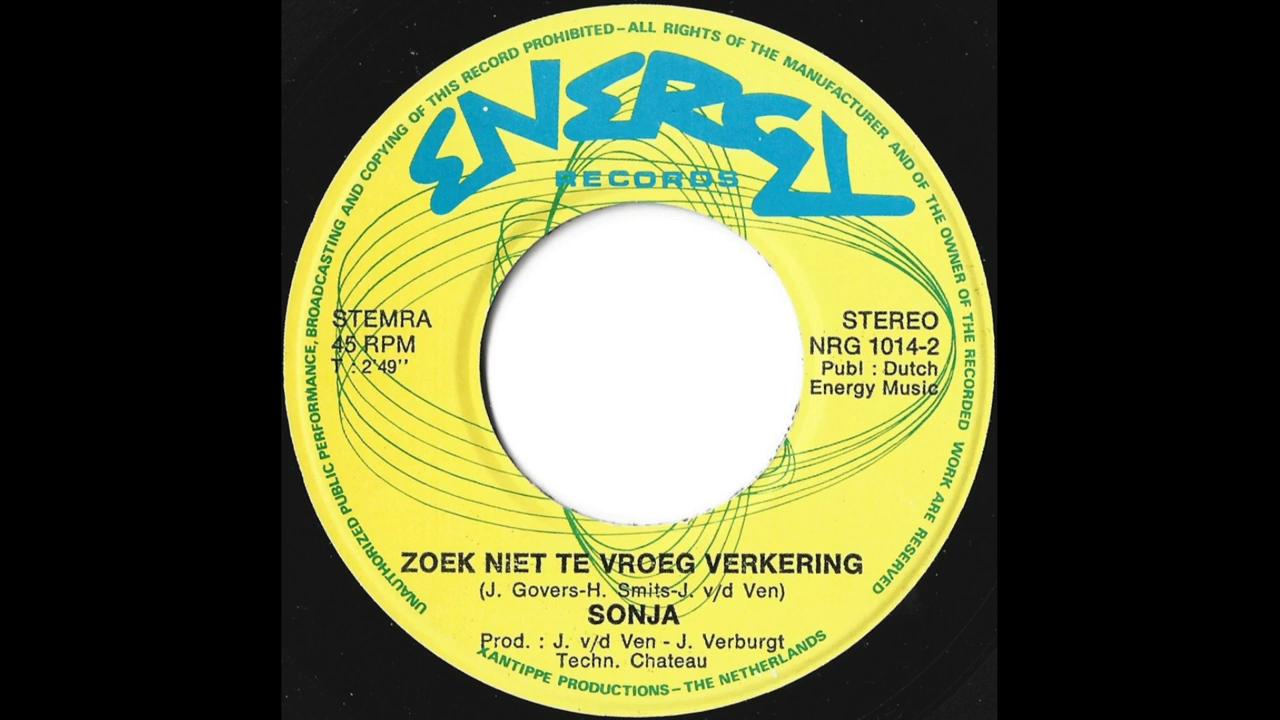 UNAUTHORIZED PUBLIC PERFORMANCE, BROADCASTING AND COPYING OF THIS RECORD PROHIBITED – ALL RIGHTS OF THE MANUFACTURER AND OF THE OWNER OF THE RECORDED WORK ARE RESERVED
ENERGY
RECORDS
STEMRA
45 RPM
T : 2'49''
STEREO
NRG 1014-2
Publ : Dutch
Energy Music
ZOEK NIET TE VROEG VERKERING
(J. Govers-H. Smits-J. v/d Ven)
SONJA
Prod. : J. v/d Ven - J. Verburgt
Techn. Chateau
XANTIPPE PRODUCTIONS – THE NETHERLANDS